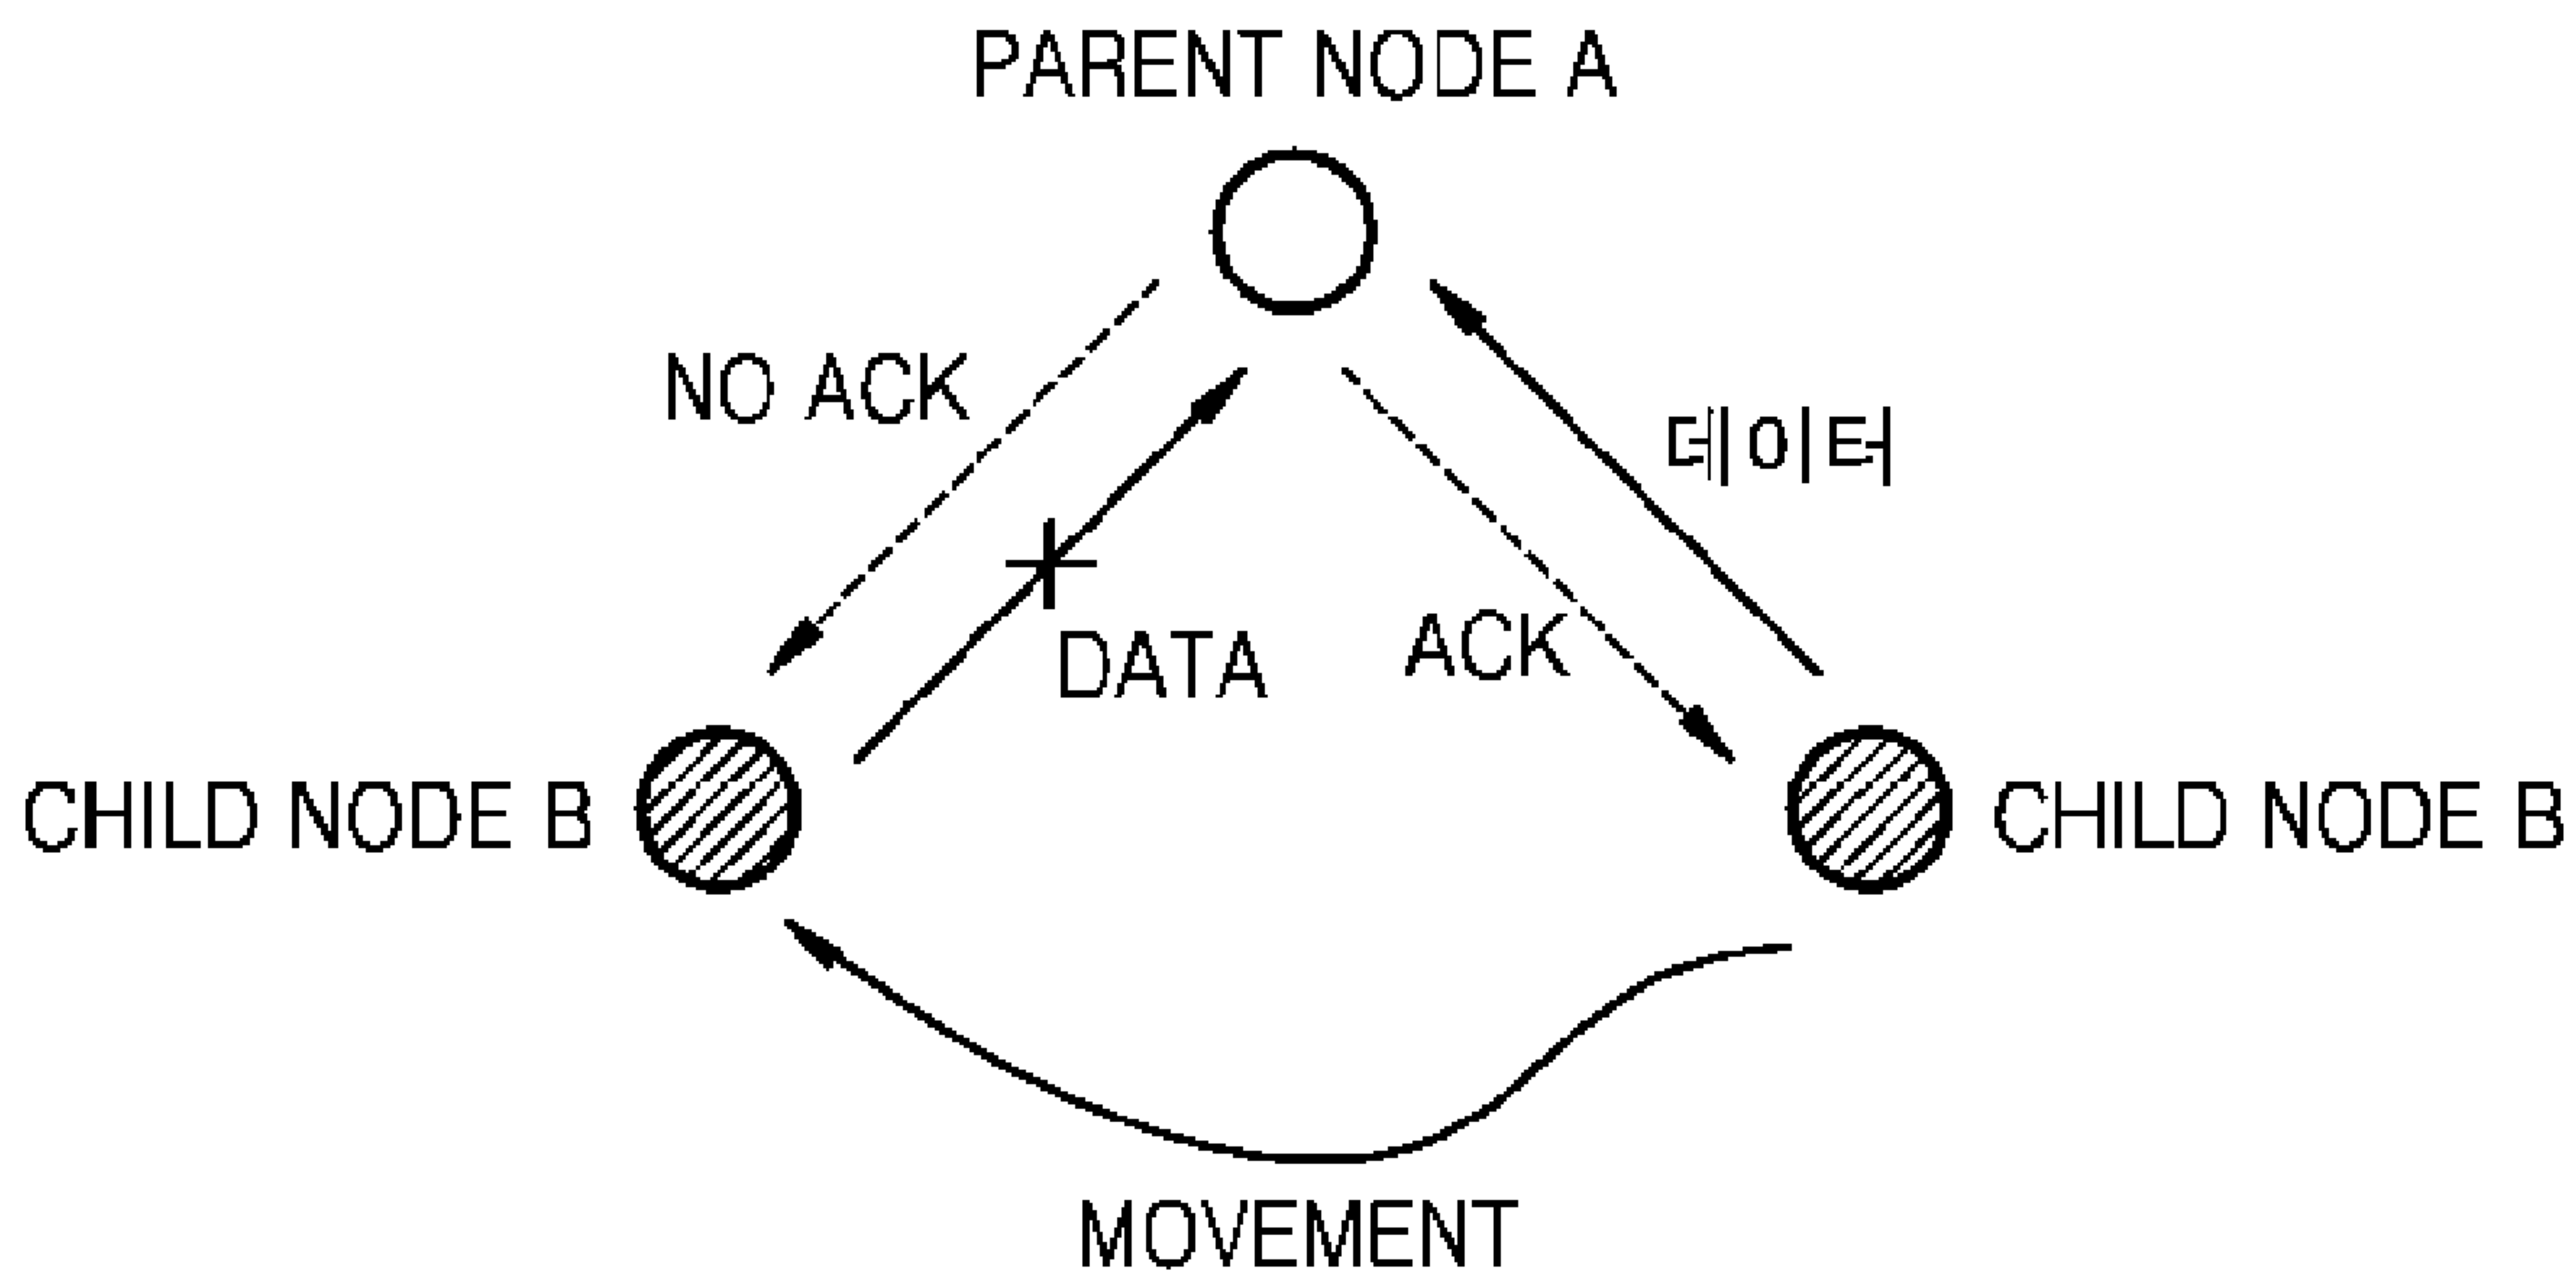 PARENT NODE A
NO ACK
데이터
DATA
ACK
CHILD NODE B
CHILD NODE B
MOVEMENT